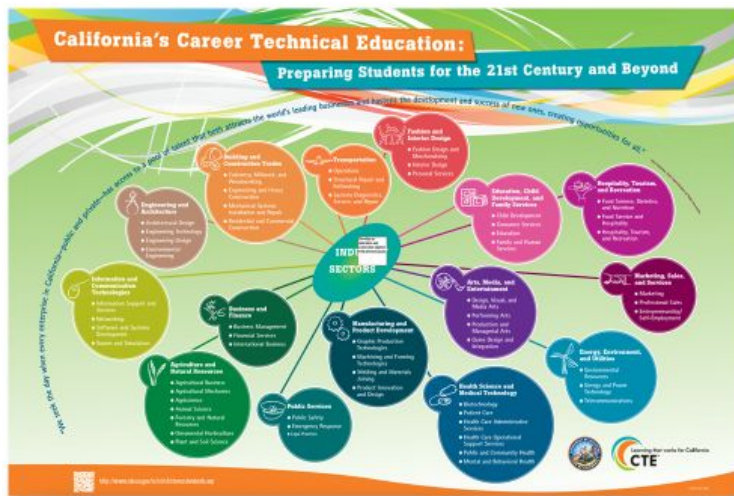 California's Career Technical Education:
Preparing Students for the 21st Century and Beyond
"We seek the day when every enterprise in California—public and private—has access to a pool of talent that both attracts the world's leading businesses and hastens the development and success of new ones, creating opportunities for all."
Fashion and
Interior Design
Fashion Design and
Merchandising
Interior Design
Personal Services
Building and
Construction Trades
Cabinetry, Millwork, and
Woodworking
Engineering and Heavy
Construction
Mechanical Systems
Installation and Repair
Residential and Commercial
Construction
Transportation
Operations
Structural Repair and
Refinishing
Systems Diagnostics,
Service, and Repair
Education, Child
Development, and
Family Services
Child Development
Consumer Services
Education
Family and Human
Services
Hospitality, Tourism,
and Recreation
Food Science, Dietetics,
and Nutrition
Food Service and
Hospitality
Hospitality, Tourism,
and Recreation
Engineering and
Architecture
Architectural Design
Engineering Technology
Engineering Design
Environmental
Engineering
IND
SECTORS
Information and
Communication
Technologies
Information Support and
Services
Networking
Software and Systems
Development
Games and Simulation
Business and
Finance
Business Management
Financial Services
International Business
Manufacturing and
Product Development
Graphic Production
Technologies
Machining and Forming
Technologies
Welding and Materials
Joining
Product Innovation
and Design
Arts, Media, and
Entertainment
Design, Visual, and
Media Arts
Performing Arts
Production and
Managerial Arts
Game Design and
Integration
Marketing, Sales,
and Services
Marketing
Professional Sales
Entrepreneurship/
Self-Employment
Energy, Environment,
and Utilities
Environmental
Resources
Energy and Power
Technology
Telecommunications
Agriculture and
Natural Resources
Agricultural Business
Agricultural Mechanics
Agriscience
Animal Science
Forestry and Natural
Resources
Ornamental Horticulture
Plant and Soil Science
Public Services
Public Safety
Emergency Response
Legal Practices
Health Science and
Medical Technology
Biotechnology
Patient Care
Health Care Administrative
Services
Health Care Operational
Support Services
Public and Community Health
Mental and Behavioral Health
Learning that works for California
CTE